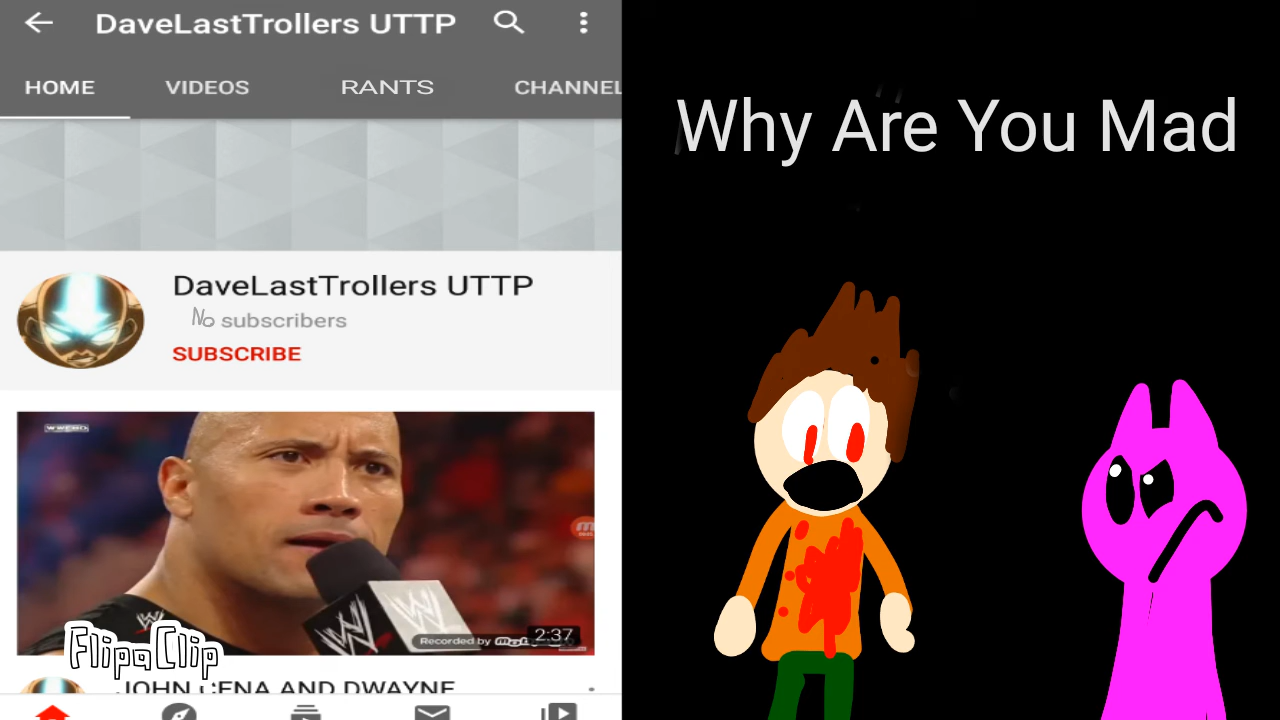 DaveLastTrollers UTTP
HOME VIDEOS RANTS CHANNEL
DaveLastTrollers UTTP
No subscribers
SUBSCRIBE
Recorded by
2:37
FlipaClip
JOHN CENA AND DWAYNE
Why Are You Mad